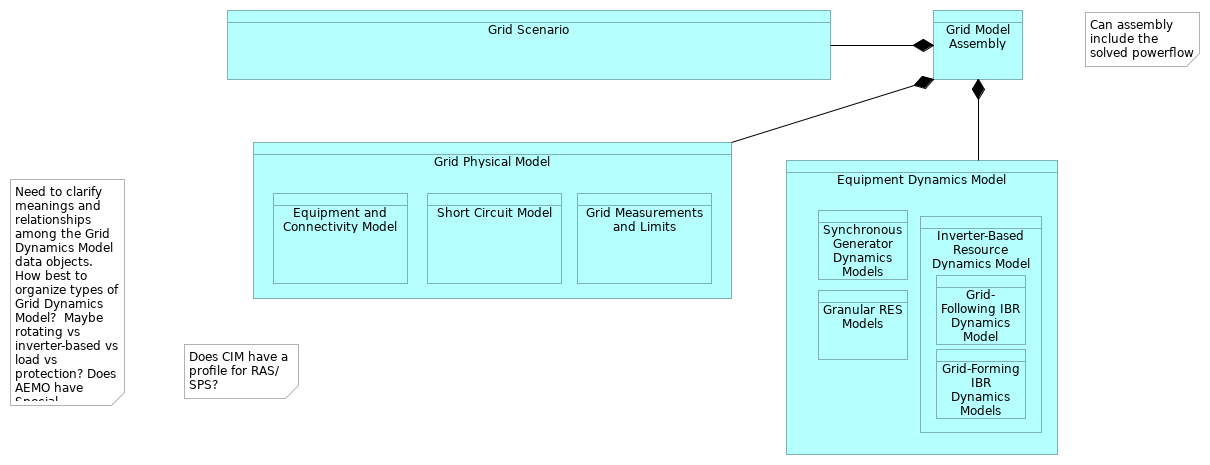 Grid Scenario
Grid Model
Assembly
Can assembly
include the
solved powerflow
Grid Physical Model
Equipment and
Connectivity Model
Short Circuit Model
Grid Measurements
and Limits
Equipment Dynamics Model
Synchronous
Generator
Dynamics
Models
Granular RES
Models
Inverter-Based
Resource
Dynamics Model
Grid-
Following IBR
Dynamics
Model
Grid-Forming
IBR
Dynamics
Models
Need to clarify
meanings and
relationships
among the Grid
Dynamics Model
data objects.
How best to
organize types of
Grid Dynamics
Model?  Maybe
rotating vs
inverter-based vs
load vs
protection? Does
AEMO have
Special
Does CIM have a
profile for RAS/
SPS?